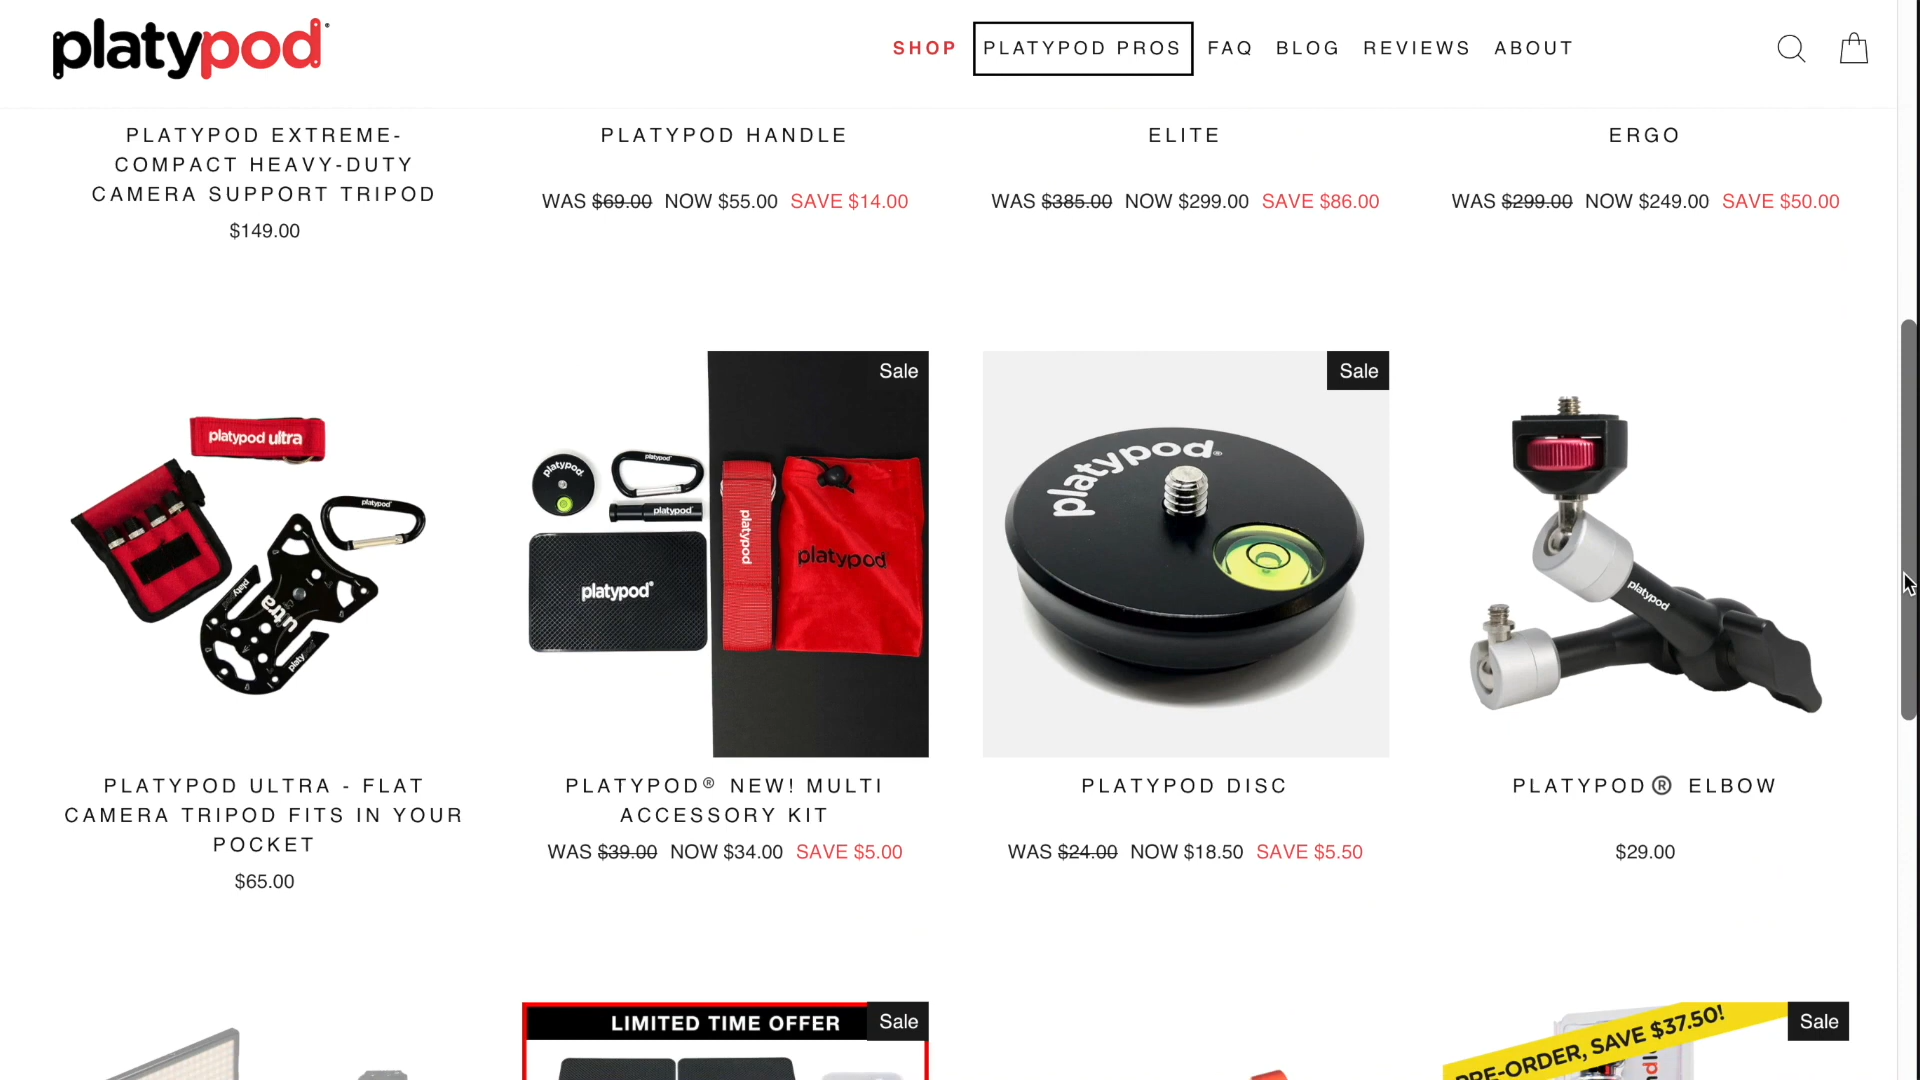 platypod
SHOP PLATYPOD PROS FAQ BLOG REVIEWS ABOUT
PLATYPOD EXTREME-
COMPACT HEAVY-DUTY
CAMERA SUPPORT TRIPOD
$149.00
PLATYPOD HANDLE
WAS $69.00 NOW $55.00 SAVE $14.00
ELITE
WAS $385.00 NOW $299.00 SAVE $86.00
ERGO
WAS $299.00 NOW $249.00 SAVE $50.00
platypod ultra
platypod
ultra
PLATYPOD ULTRA - FLAT
CAMERA TRIPOD FITS IN YOUR
POCKET
$65.00
Sale
platypod
platypod
platypod
platypod®
platypod
platypod
PLATYPOD® NEW! MULTI
ACCESSORY KIT
WAS $39.00 NOW $34.00 SAVE $5.00
Sale
platypod®
PLATYPOD DISC
WAS $24.00 NOW $18.50 SAVE $5.50
platypod
PLATYPOD® ELBOW
$29.00
LIMITED TIME OFFER
Sale
PRE-ORDER, SAVE $37.50!
Sale